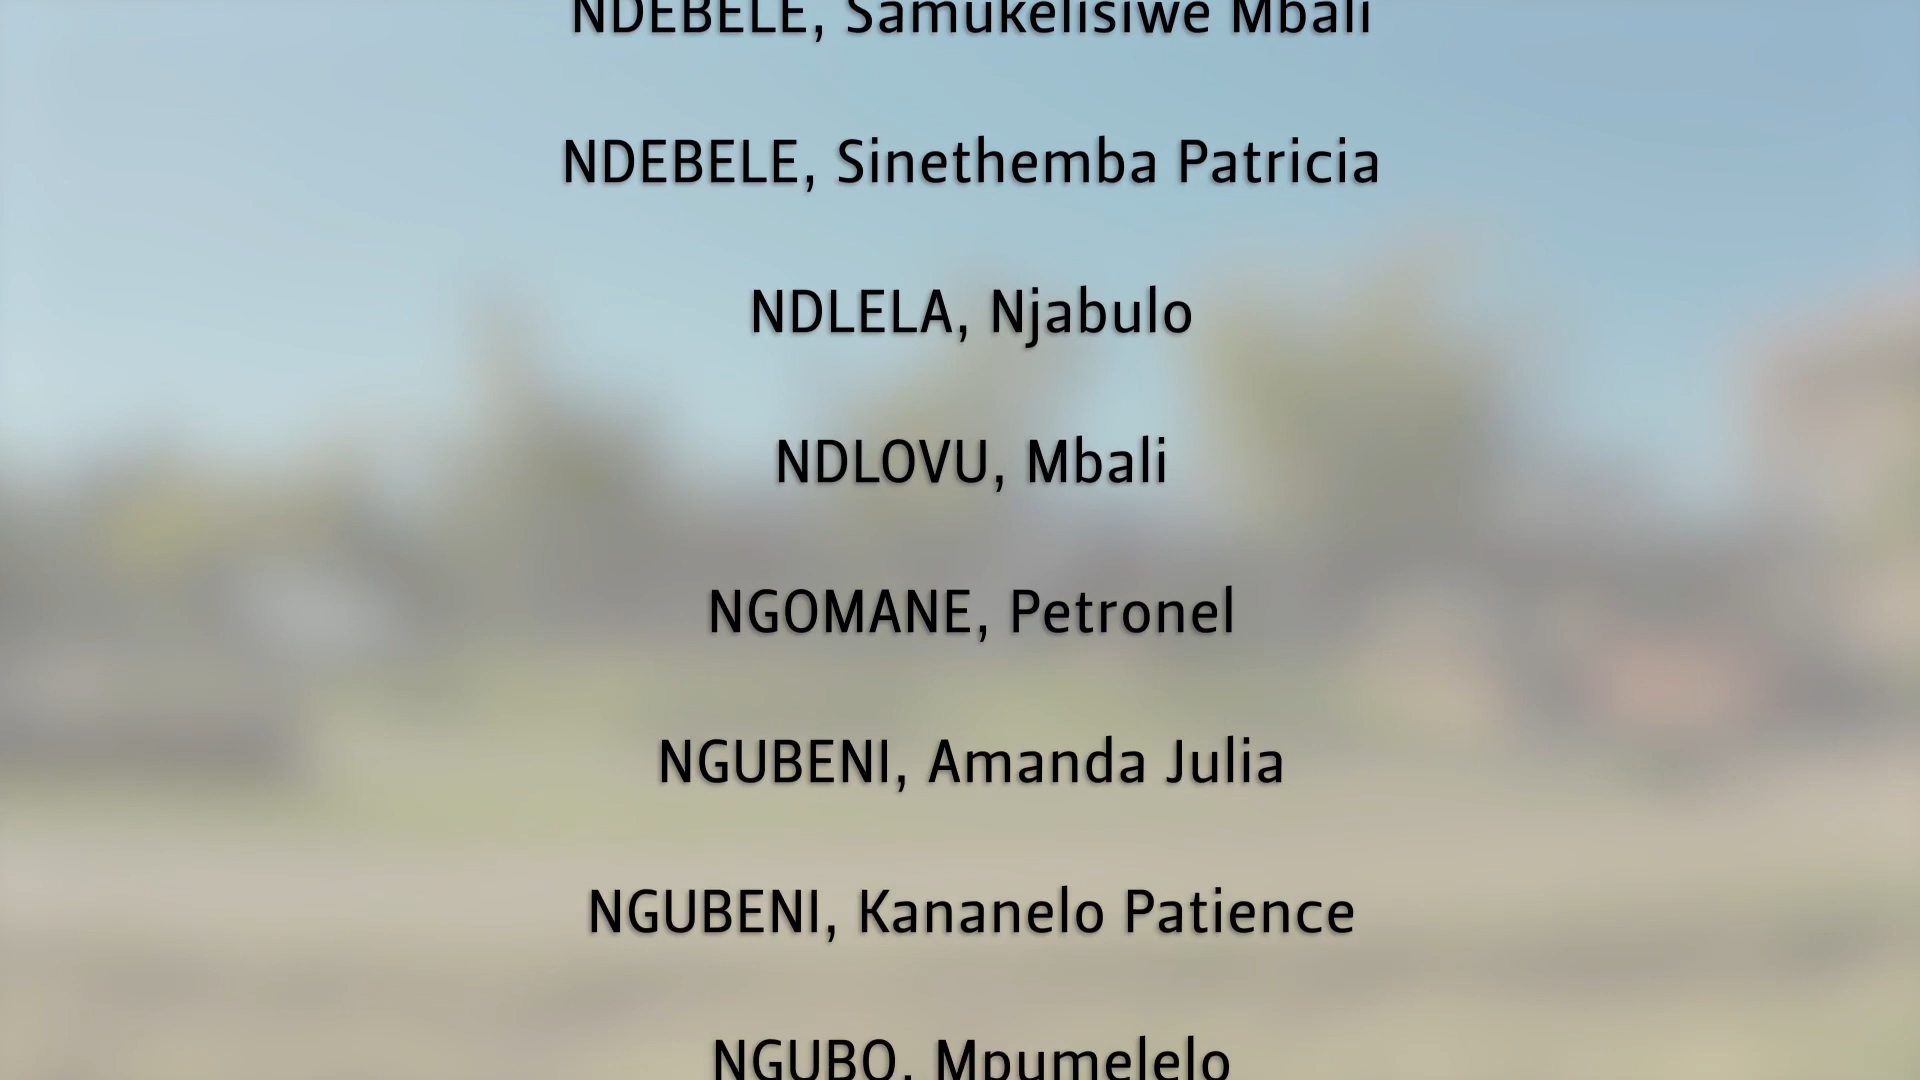 NDEBELE, Samukelisiwe Mbali
NDEBELE, Sinethemba Patricia
NDLELA, Njabulo
NDLOVU, Mbali
NGOMANE, Petronel
NGUBENI, Amanda Julia
NGUBENI, Kananelo Patience
NGUBO, Mpumelelo